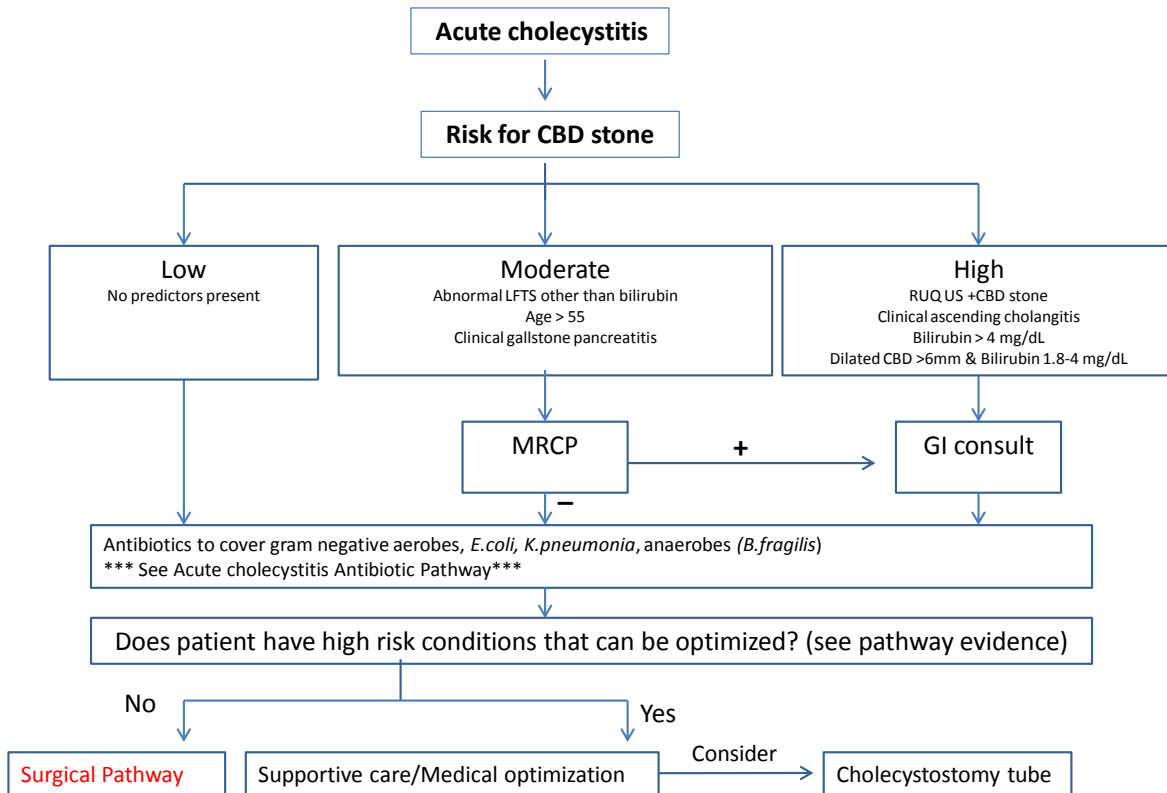 Acute cholecystitis
Risk for CBD stone
Low
No predictors present
Moderate
Abnormal LFTS other than bilirubin
Age > 55
Clinical gallstone pancreatitis
High
RUQ US +CBD stone
Clinical ascending cholangitis
Bilirubin > 4 mg/dL
Dilated CBD >6mm & Bilirubin 1.8-4 mg/dL
MRCP
+
GI consult
–
Antibiotics to cover gram negative aerobes, E.coli, K.pneumonia, anaerobes (B.fragilis)
*** See Acute cholecystitis Antibiotic Pathway***
Does patient have high risk conditions that can be optimized? (see pathway evidence)
No
Yes
Surgical Pathway
Supportive care/Medical optimization
Consider
Cholecystostomy tube